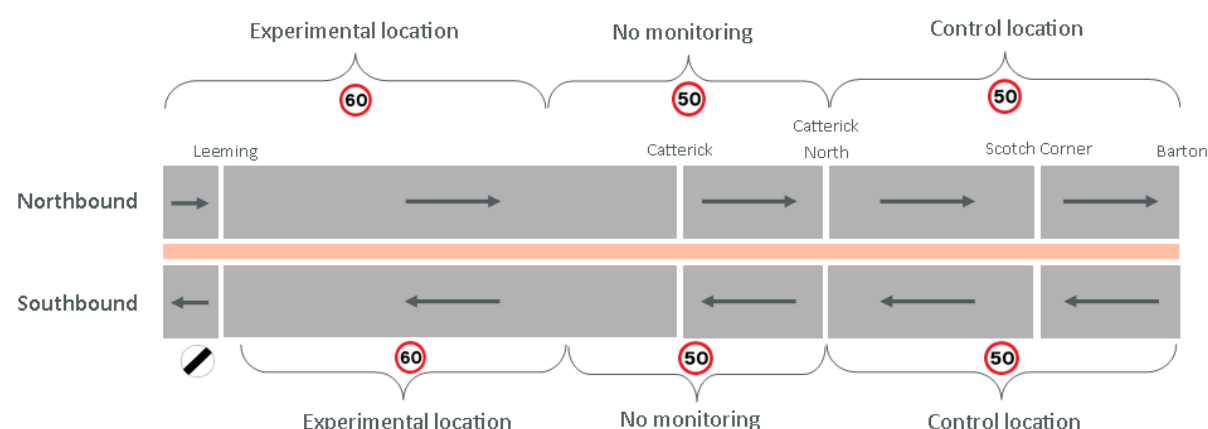 Experimental location
No monitoring
Control location
60
50
50
Leeming
Catterick
Catterick
North
Scotch Corner
Barton
Northbound
Southbound
60
50
50
Experimental location
No monitoring
Control location